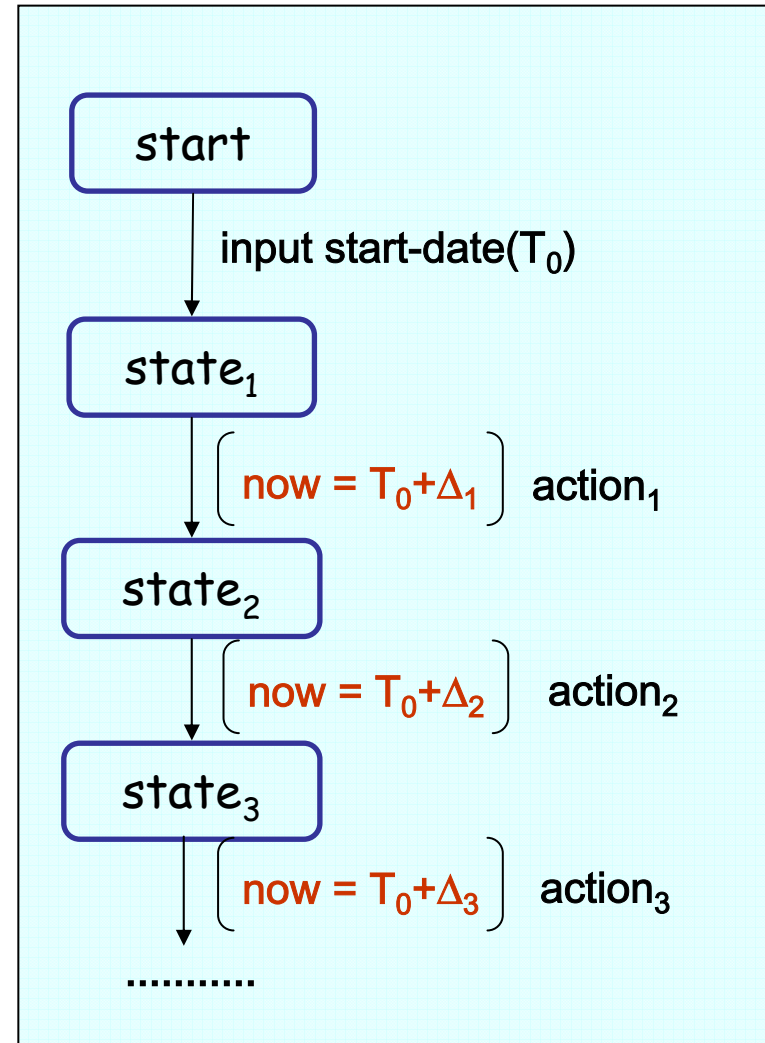 start
input start-date(T₀)
state₁
now = T₀+Δ₁ action₁
state₂
now = T₀+Δ₂ action₂
state₃
now = T₀+Δ₃ action₃
...........